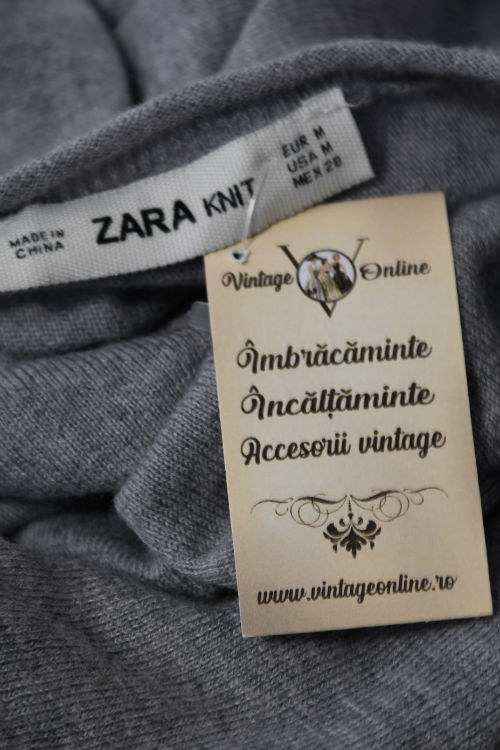 MADE IN
CHINA
ZARA KNIT
EUR M
USA M
MEX 28
Vintage V Online
Îmbrăcăminte
Încălțăminte
Accesorii vintage
www.vintageonline.ro